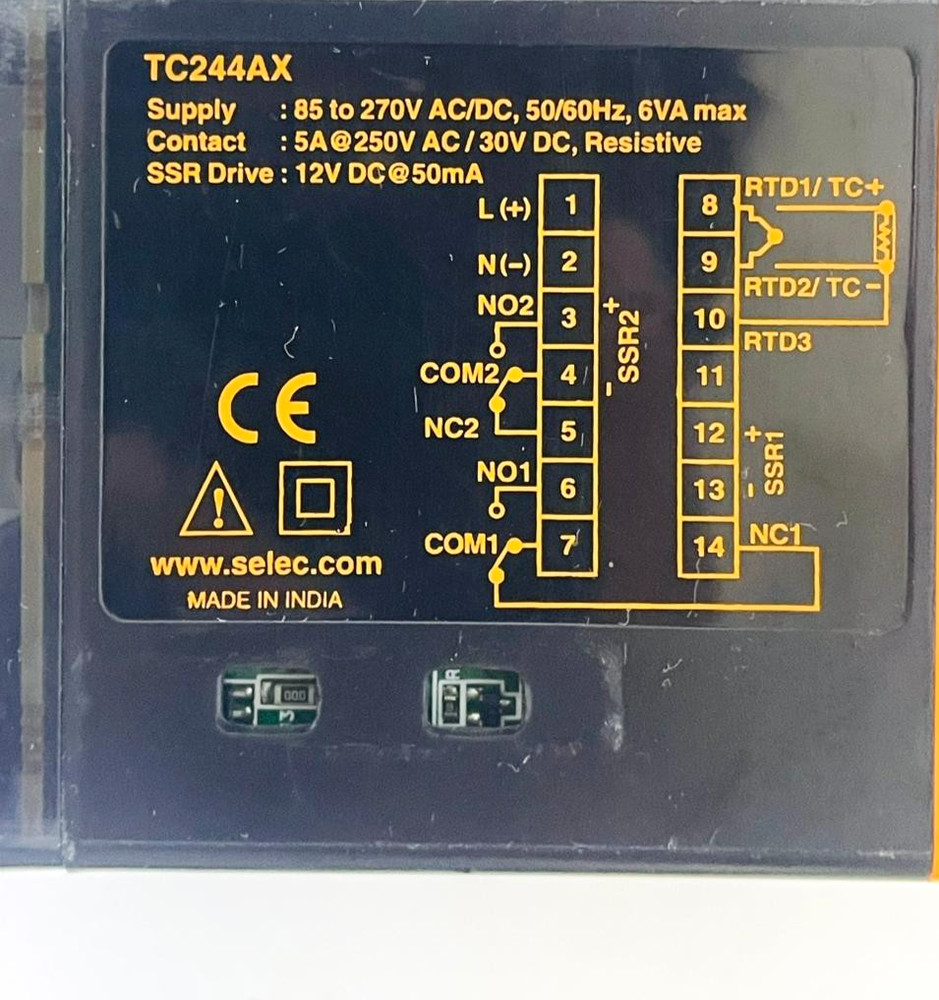 TC244AX
Supply : 85 to 270V AC/DC, 50/60Hz, 6VA max
Contact : 5A@250V AC / 30V DC, Resistive
SSR Drive : 12V DC@50mA
L (+) 1
N (-) 2
NO2 3
COM2 4
NC2 5
NO1 6
COM1 7
+ SSR2 -
8 RTD1/ TC+
9
RTD2/ TC-
10
RTD3
11
12 +
13 -
SSR1
14 NC1
CE
www.selec.com
MADE IN INDIA
000
3
R